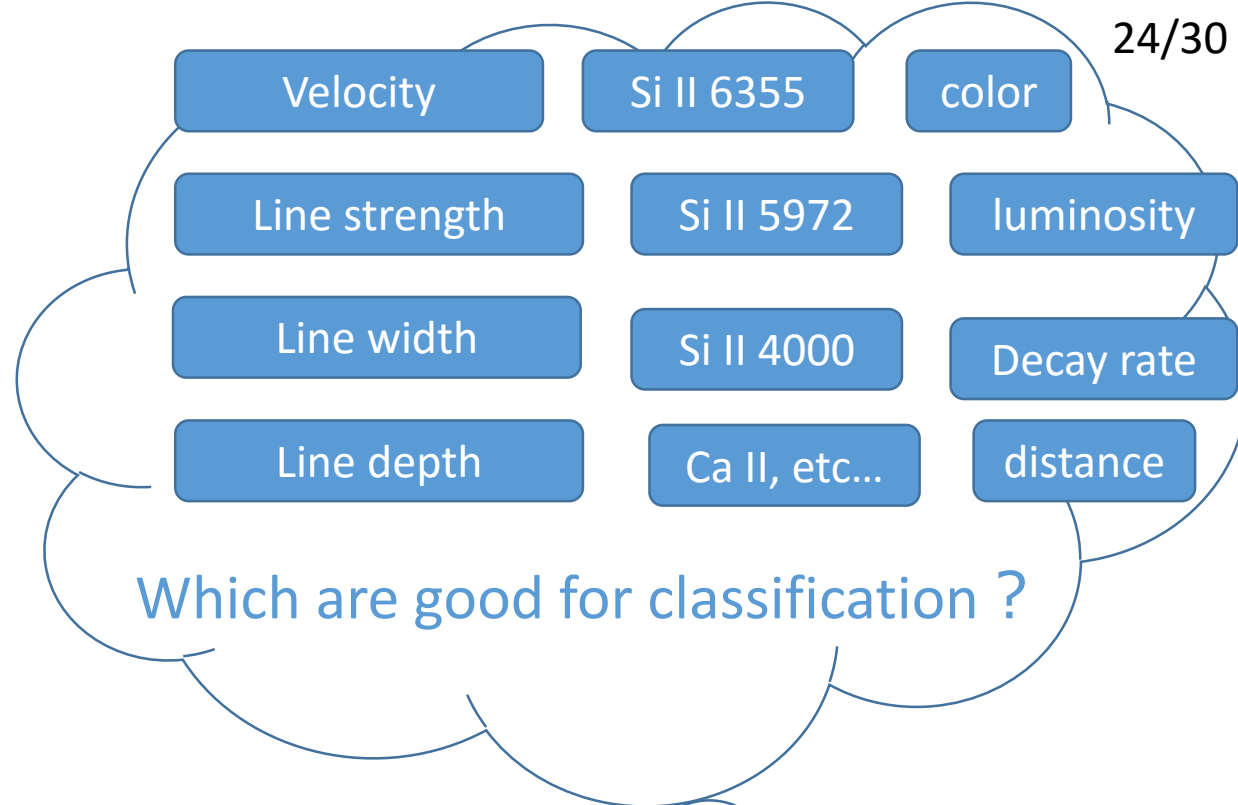 24/30
Velocity
Si II 6355
color
Line strength
Si II 5972
luminosity
Line width
Si II 4000
Decay rate
Line depth
Ca II, etc…
distance
Which are good for classification？